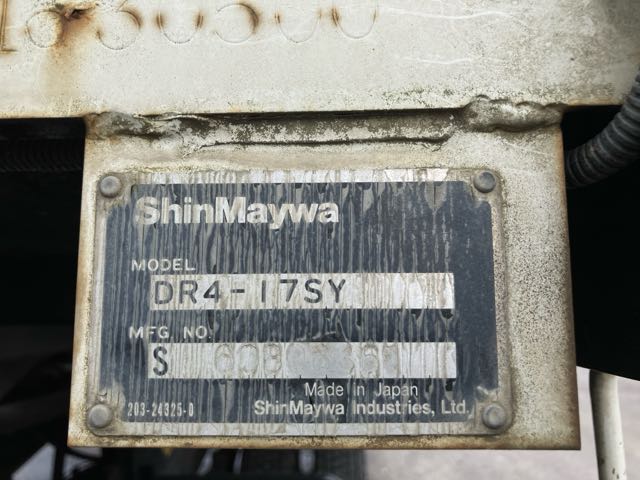 ShinMaywa
MODEL
DR4-17SY
MFG NO.
S
Made in Japan
203-24325-0
ShinMaywa Industries, Ltd.